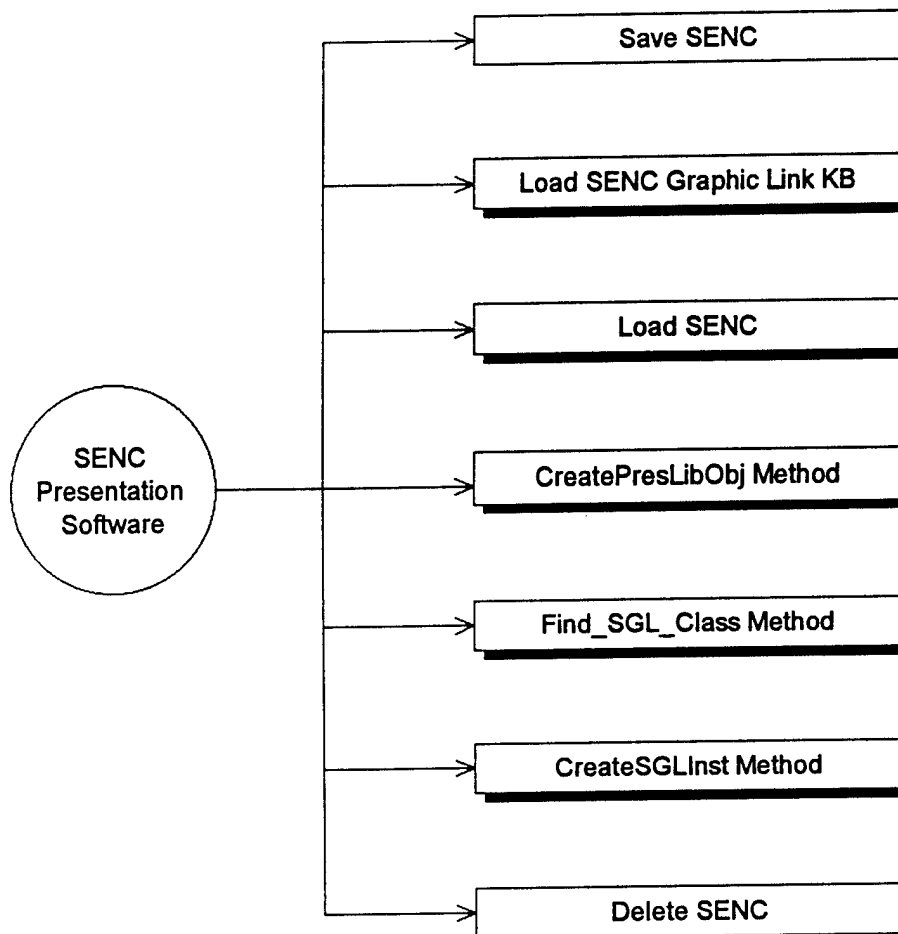 Save SENC
Load SENC Graphic Link KB
Load SENC
SENC
Presentation
Software
CreatePresLibObj Method
Find_SGL_Class Method
CreateSGLInst Method
Delete SENC